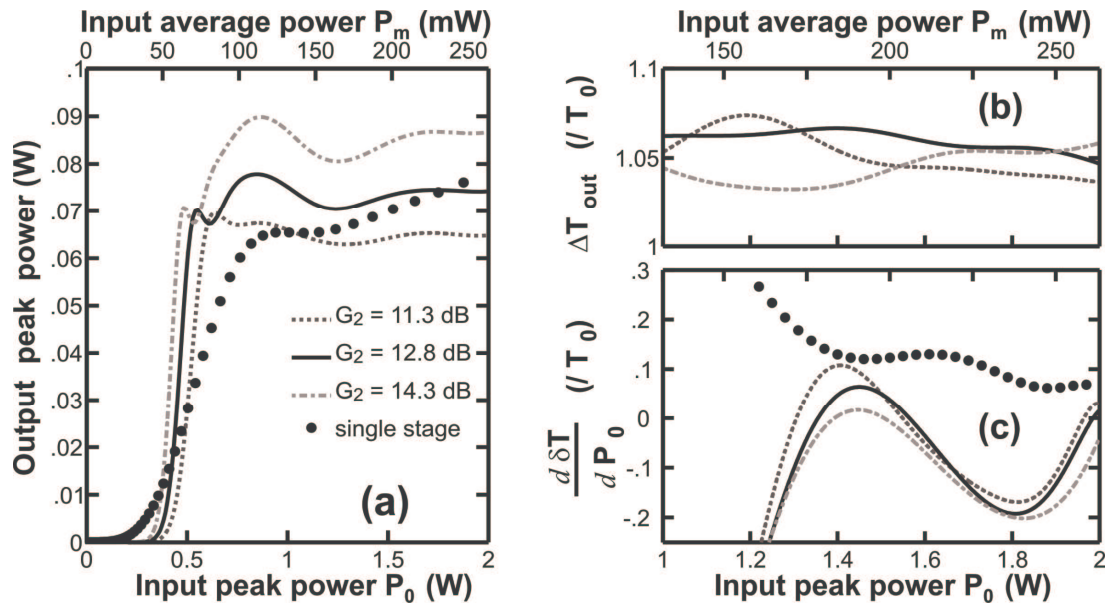 Input average power Pm (mW)
0 50 100 150 200 250
.1
.09
.08
.07
.06
.05
.04
.03
.02
.01
0
Output peak power (W)
G2 = 11.3 dB
G2 = 12.8 dB
G2 = 14.3 dB
single stage
(a)
0 0.5 1 1.5 2
Input peak power P0 (W)
Input average power Pm (mW)
150 200 250
1.1
1.05
1
ΔTout (/ T0)
(b)
.3
0.2
0.1
0
-.1
-.2
d δT
d P0
(/ T0)
(c)
1 1.2 1.4 1.6 1.8 2
Input peak power P0 (W)